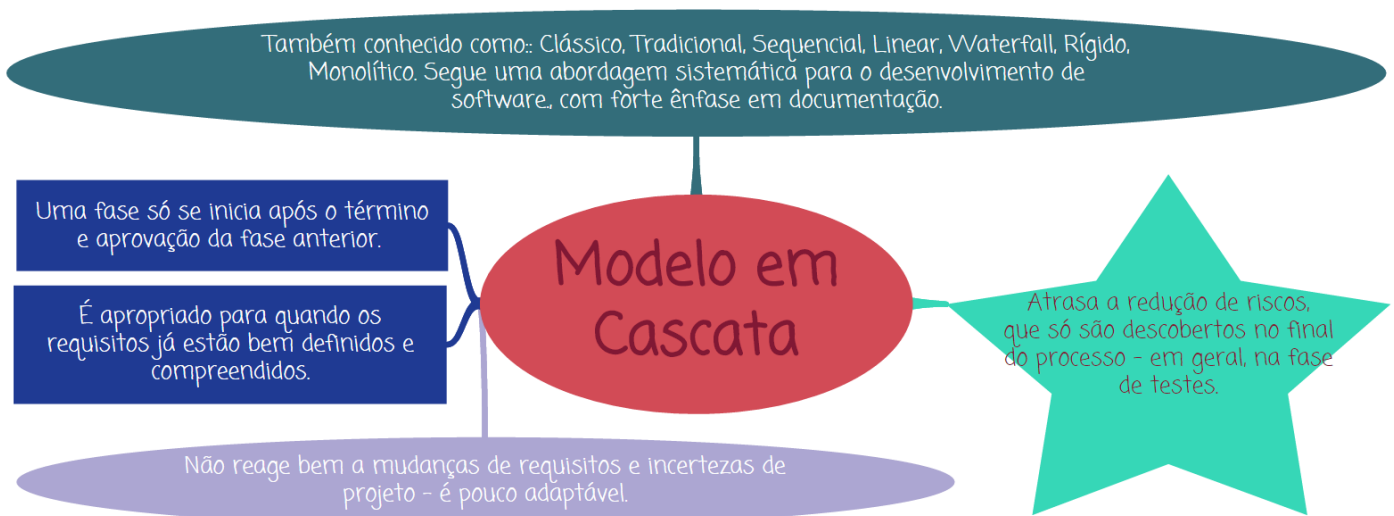 Também conhecido como:: Clássico, Tradicional, Sequencial, Linear, Waterfall, Rígido,
Monolítico. Segue uma abordagem sistemática para o desenvolvimento de
software., com forte ênfase em documentação.
Uma fase só se inicia após o término
e aprovação da fase anterior.
É apropriado para quando os
requisitos já estão bem definidos e
compreendidos.
Modelo em
Cascata
Atrasa a redução de riscos,
que só são descobertos no final
do processo - em geral, na fase
de testes.
Não reage bem a mudanças de requisitos e incertezas de
projeto - é pouco adaptável.